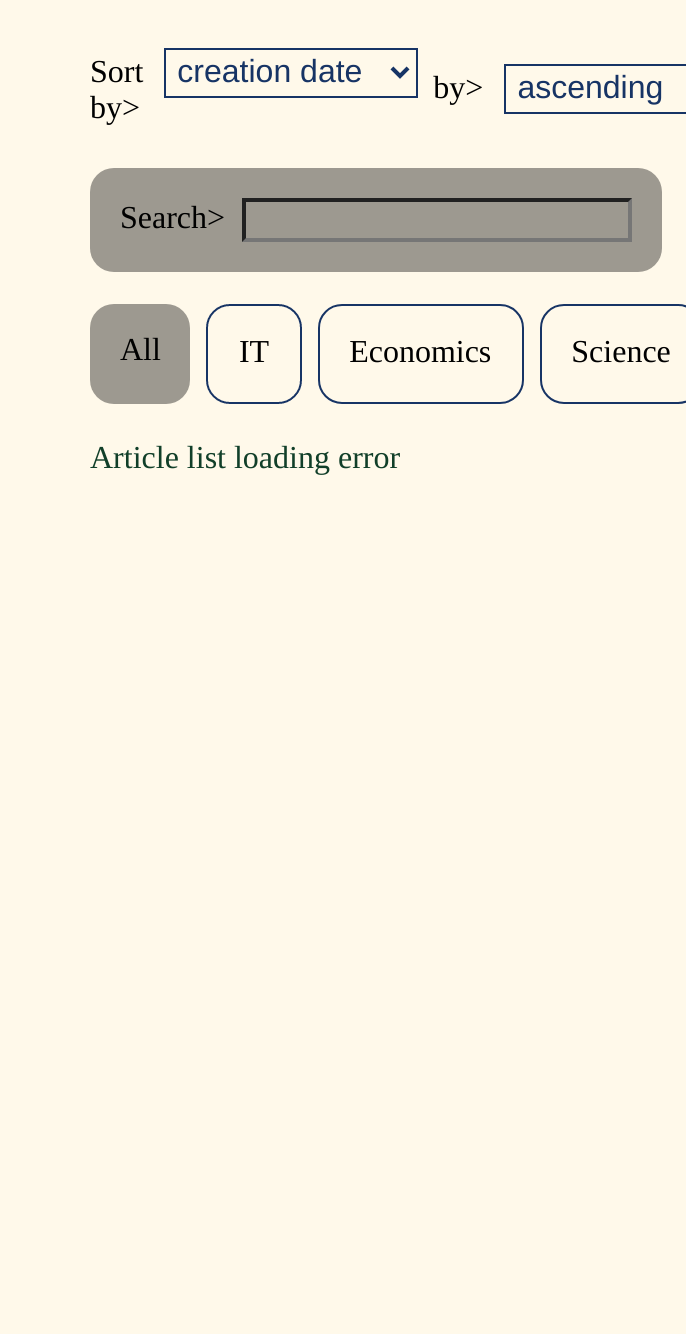 Sort by> creation date by> ascending
Search>
All IT Economics Science
Article list loading error